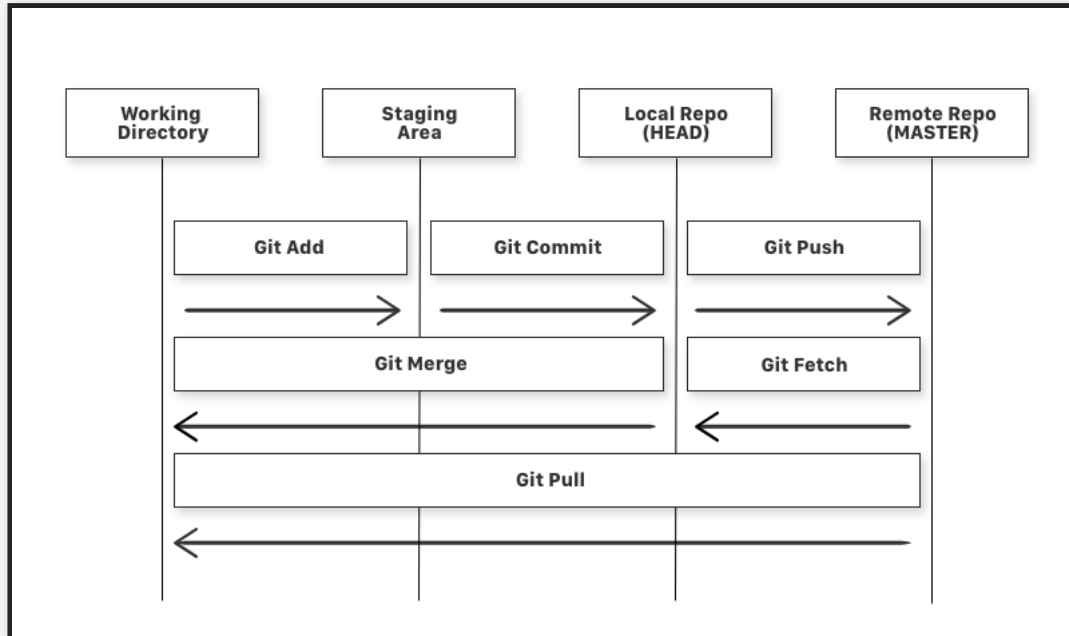 Working
Directory
Staging
Area
Local Repo
(HEAD)
Remote Repo
(MASTER)
Git Add
Git Commit
Git Push
Git Merge
Git Fetch
Git Pull